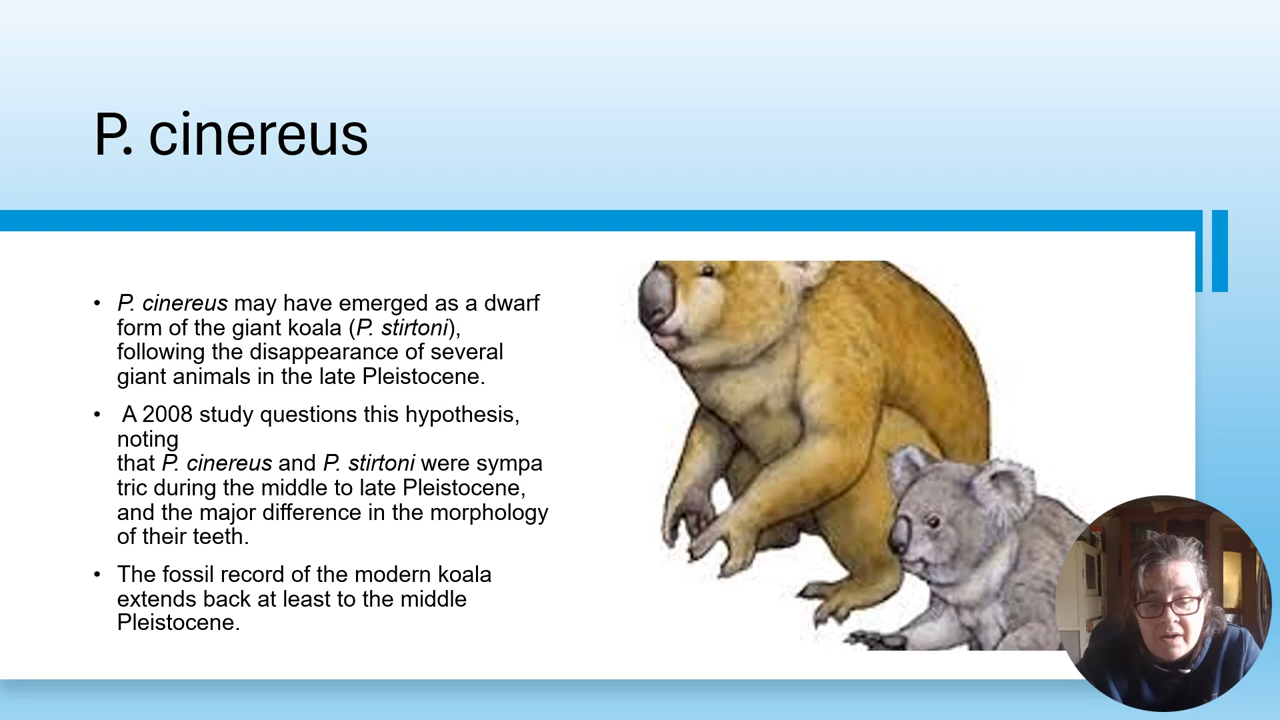 P. cinereus
• P. cinereus may have emerged as a dwarf
form of the giant koala (P. stirtoni),
following the disappearance of several
giant animals in the late Pleistocene.
• A 2008 study questions this hypothesis,
noting
that P. cinereus and P. stirtoni were sympa
tric during the middle to late Pleistocene,
and the major difference in the morphology
of their teeth.
• The fossil record of the modern koala
extends back at least to the middle
Pleistocene.